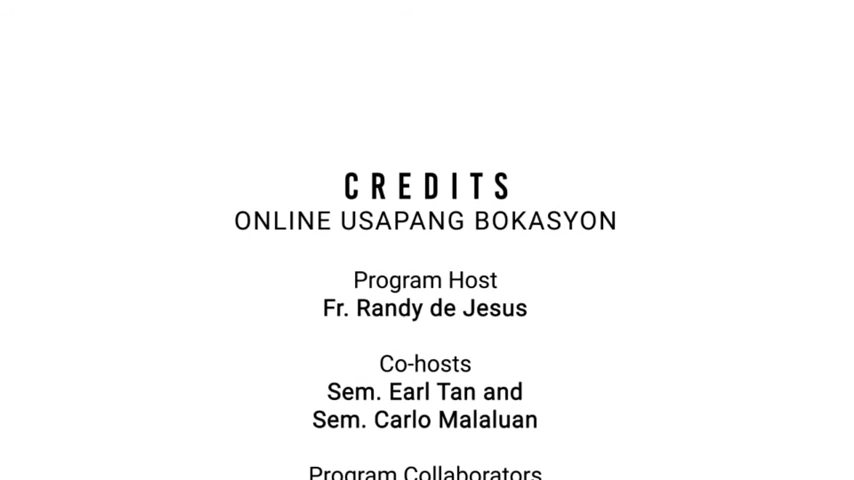 CREDITS
ONLINE USAPANG BOKASYON
Program Host
Fr. Randy de Jesus
Co-hosts
Sem. Earl Tan and
Sem. Carlo Malaluan
Program Collaborators